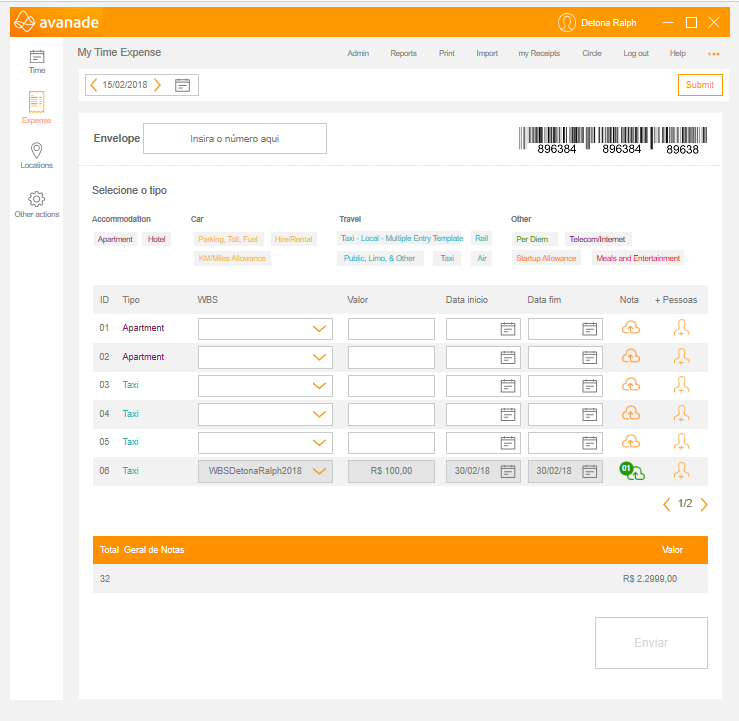 avanade Detona Ralph
My Time Expense Admin Reports Print Import my Receipts Circle Log out Help
Time
Expense
Locations
Other actions
15/02/2018 Submit
Envelope Insira o número aqui 896384 896384 89638
Selecione o tipo
Accommodation Car Travel Other
Apartment Hotel Parking, Toll, Fuel Hire/Rental Taxi - Local - Multiple Entry Template Rail Per Diem Telecom/Internet
KM/Miles Allowance Public, Limo, & Other Taxi Air Startup Allowance Meals and Entertainment
ID Tipo WBS Valor Data inicio Data fim Nota + Pessoas
01 Apartment
02 Apartment
03 Taxi
04 Taxi
05 Taxi
06 Taxi WBSDetonaRalph2018 R$ 100,00 30/02/18 30/02/18 01
1/2
Total Geral de Notas Valor
32 R$ 2.2999,00
Enviar